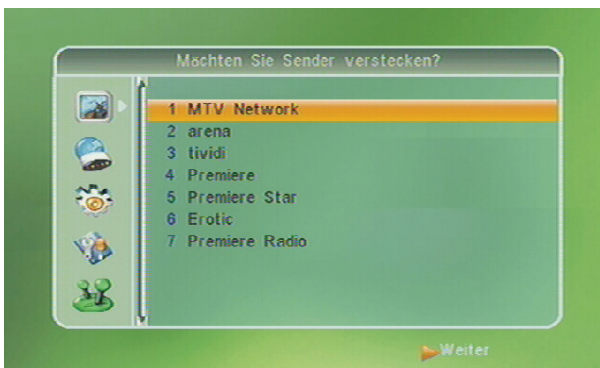 Möchten Sie Sender verstecken?
1 MTV Network
2 arena
3 tividi
4 Premiere
5 Premiere Star
6 Erotic
7 Premiere Radio
Weiter